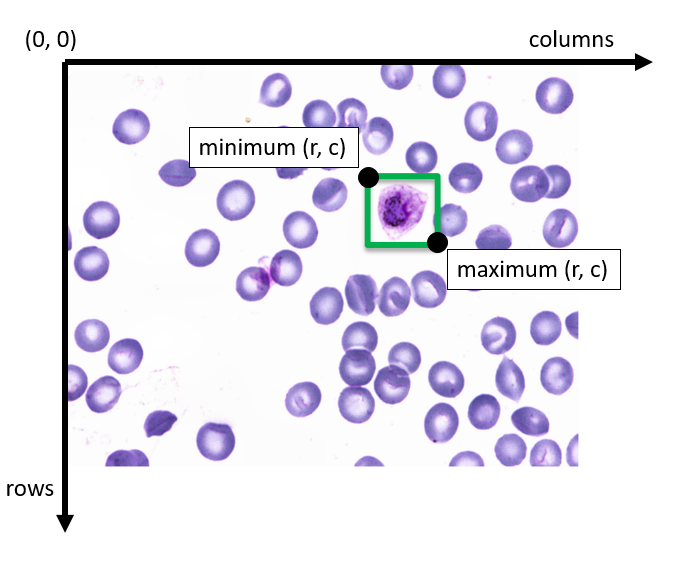 (0, 0)
columns
minimum (r, c)
maximum (r, c)
rows